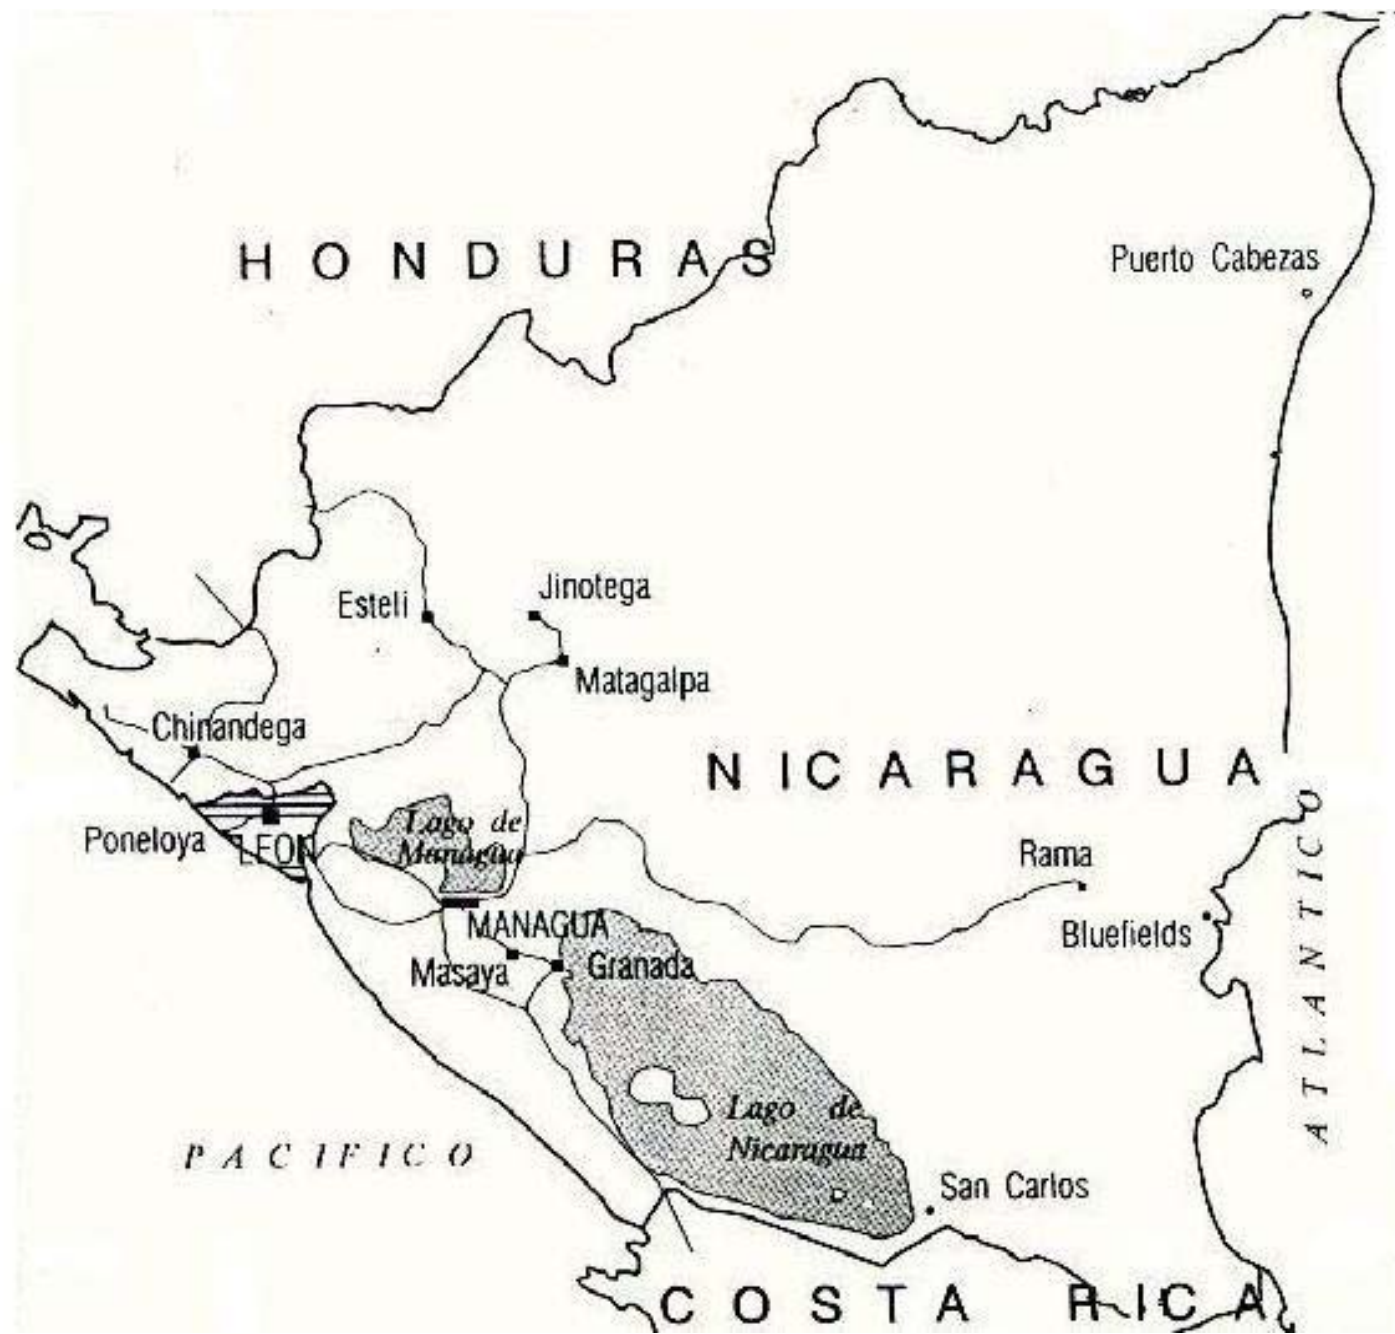 HONDURAS
Puerto Cabezas
Jinotega
Esteli
Matagalpa
Chinandega
NICARAGUA
Lago de
Managua
Poneloya
LEON
Rama
MANAGUA
Bluefields
Masaya
Granada
ATLANTICO
Lago de
Nicaragua
PACIFICO
San Carlos
COSTA RICA